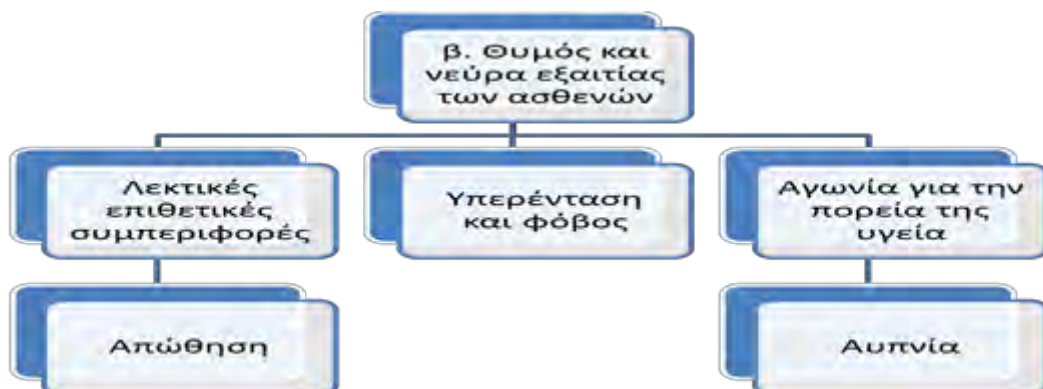 β. Θυμός και
νεύρα εξαιτίας
των ασθενών
Λεκτικές
επιθετικές
συμπεριφορές
Υπερένταση
και φόβος
Αγωνία για την
πορεία της
υγεία
Απώθηση
Αυπνία